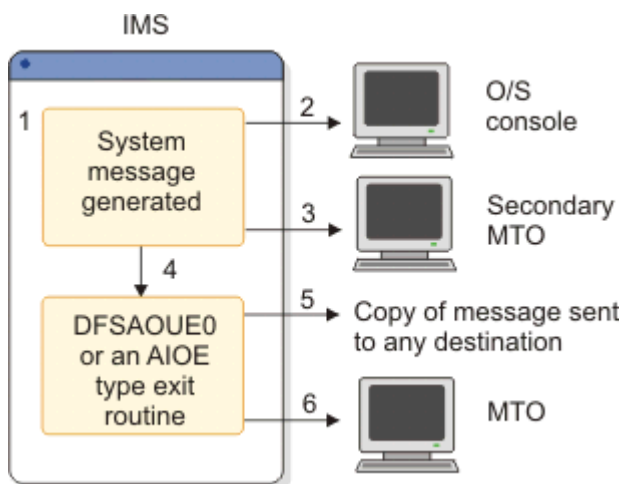 IMS
1
System
message
generated
2
O/S
console
3
Secondary
MTO
4
DFSAOUE0
or an AIOE
type exit
routine
5
Copy of message sent
to any destination
6
MTO